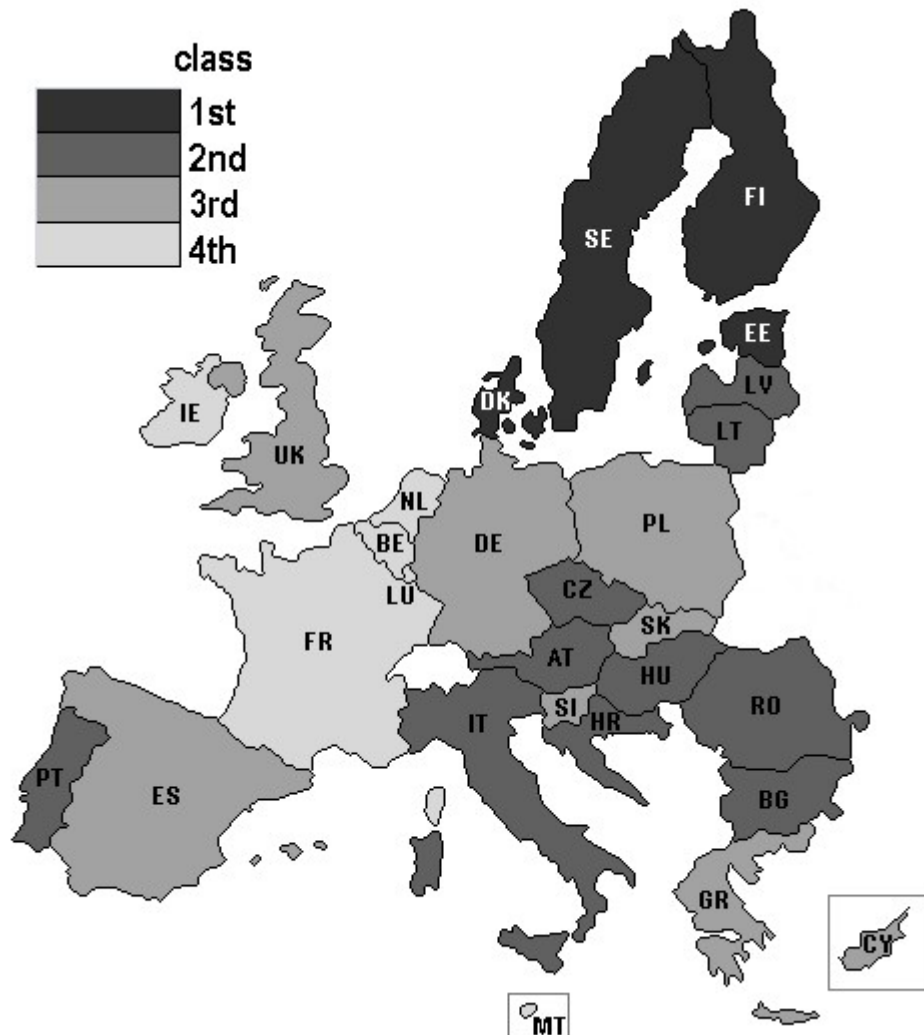 class
1st
2nd
3rd
4th
FI
SE
EE
LV
DK
LT
IE
UK
NL
PL
BE
DE
CZ
LU
SK
FR
AT
HU
SI
RO
IT
HR
PT
ES
BG
GR
CY
MT